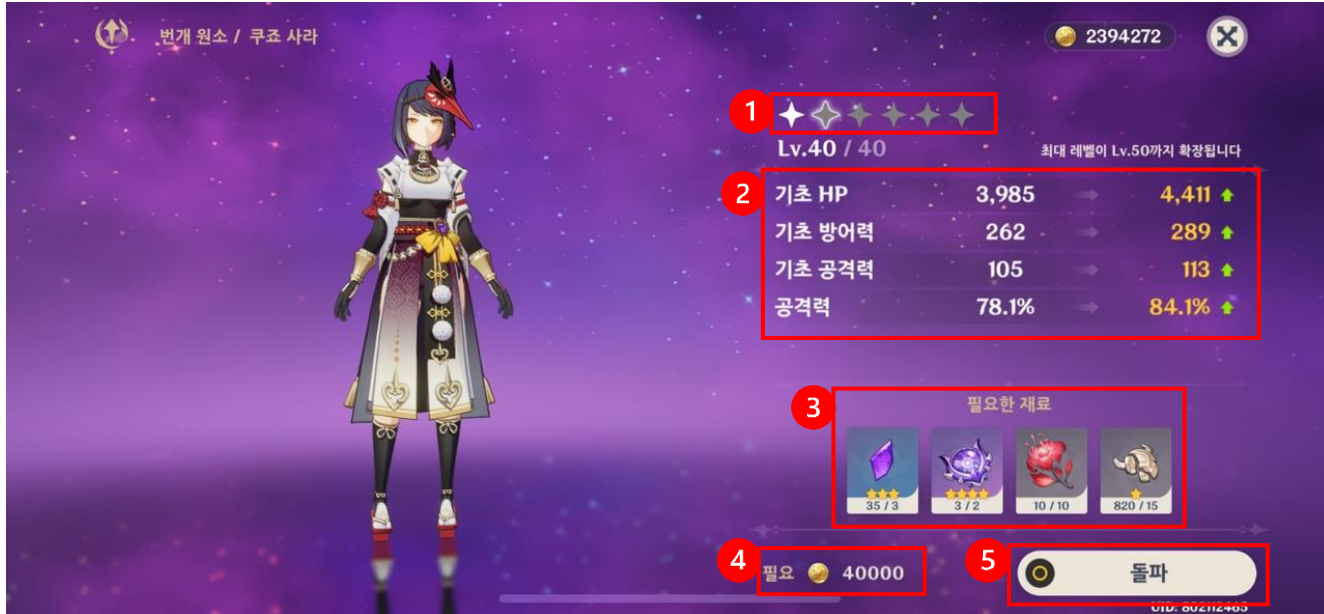 번개 원소 / 쿠죠 사라
2394272
1
Lv.40 / 40
최대 레벨이 Lv.50까지 확장됩니다
2
기초 HP 3,985 4,411
기초 방어력 262 289
기초 공격력 105 113
공격력 78.1% 84.1%
3
필요한 재료
35 / 3
3 / 2
10 / 10
820 / 15
4
필요 40000
5
돌파
UID: 802112465